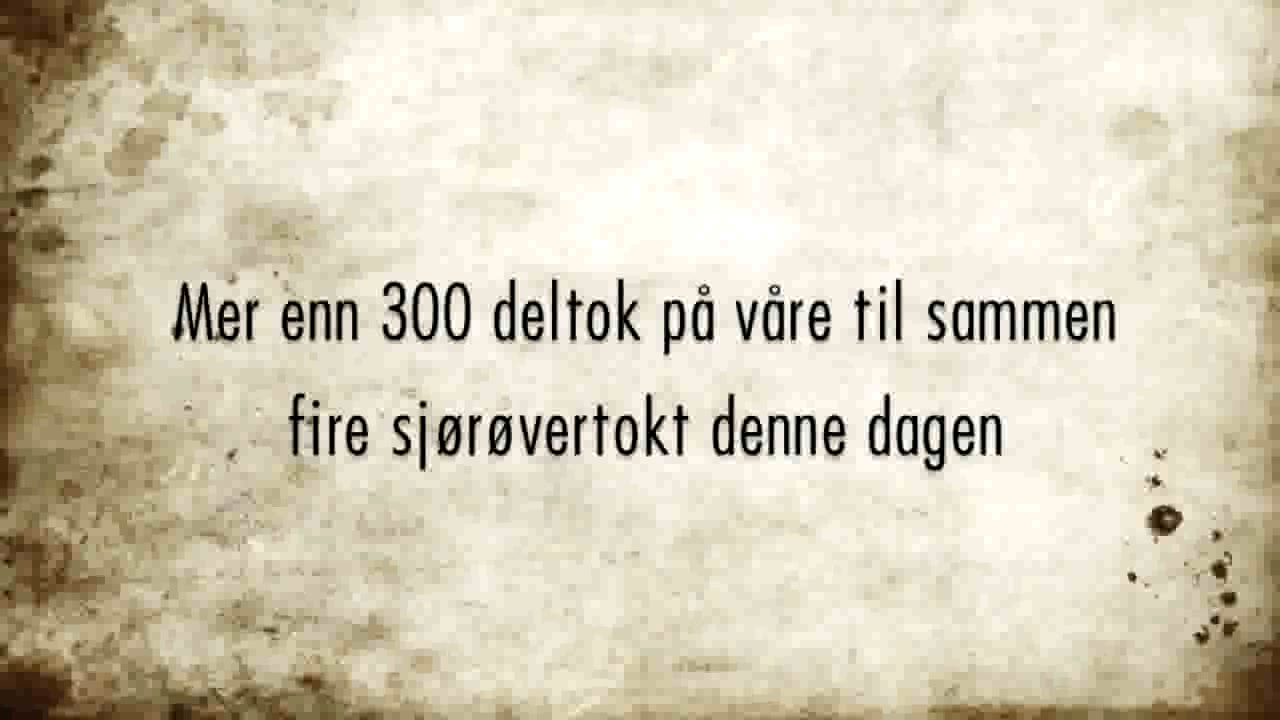 Mer enn 300 deltok på våre til sammen
fire sjørøvertokt denne dagen